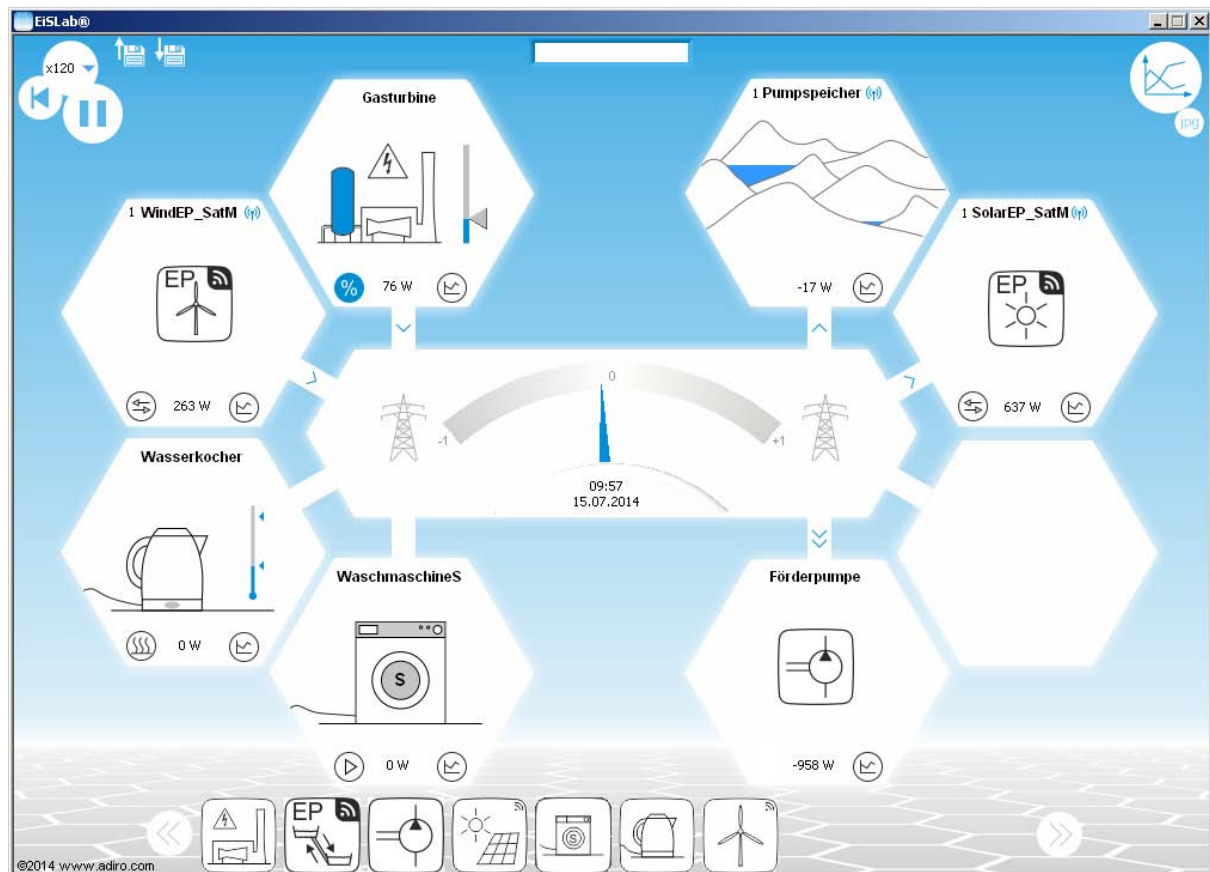 EiSLab®
x120
jpg
Gasturbine
%
76 W
1 Pumpspeicher
-17 W
1 WindEP_SatM
EP
263 W
1 SolarEP_SatM
EP
637 W
-1
0
+1
09:57
15.07.2014
Wasserkocher
0 W
WaschmaschineS
S
0 W
Förderpumpe
-958 W
EP
S
©2014 www.adiro.com